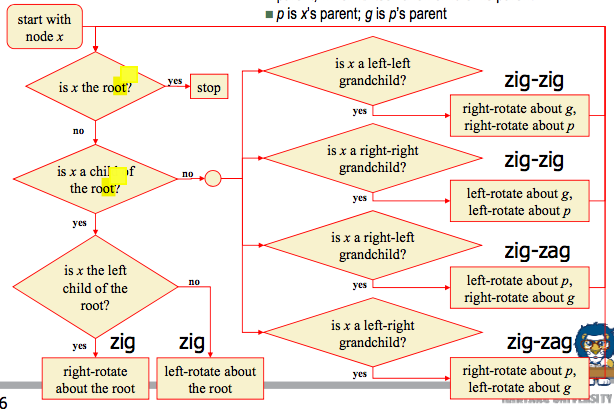 ■ p is x's parent; g is p's parent
start with
node x
is x the root?
yes
stop
no
is x a child of
the root?
no
yes
is x the left
child of the
root?
no
yes
zig
zig
right-rotate
about the root
left-rotate about
the root
is x a left-left
grandchild?
yes
zig-zig
right-rotate about g,
right-rotate about p
is x a right-right
grandchild?
yes
zig-zig
left-rotate about g,
left-rotate about p
is x a right-left
grandchild?
yes
zig-zag
left-rotate about p,
right-rotate about g
is x a left-right
grandchild?
yes
zig-zag
right-rotate about p,
left-rotate about g
6